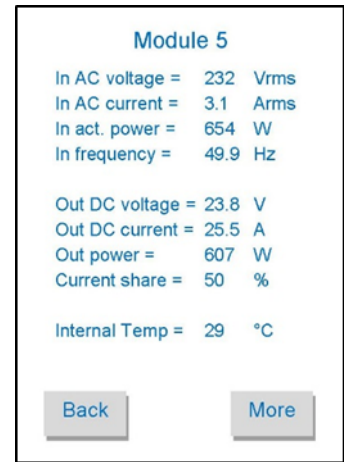 Module 5
In AC voltage = 232 Vrms
In AC current = 3.1 Arms
In act. power = 654 W
In frequency = 49.9 Hz
Out DC voltage = 23.8 V
Out DC current = 25.5 A
Out power = 607 W
Current share = 50 %
Internal Temp = 29 °C
Back More